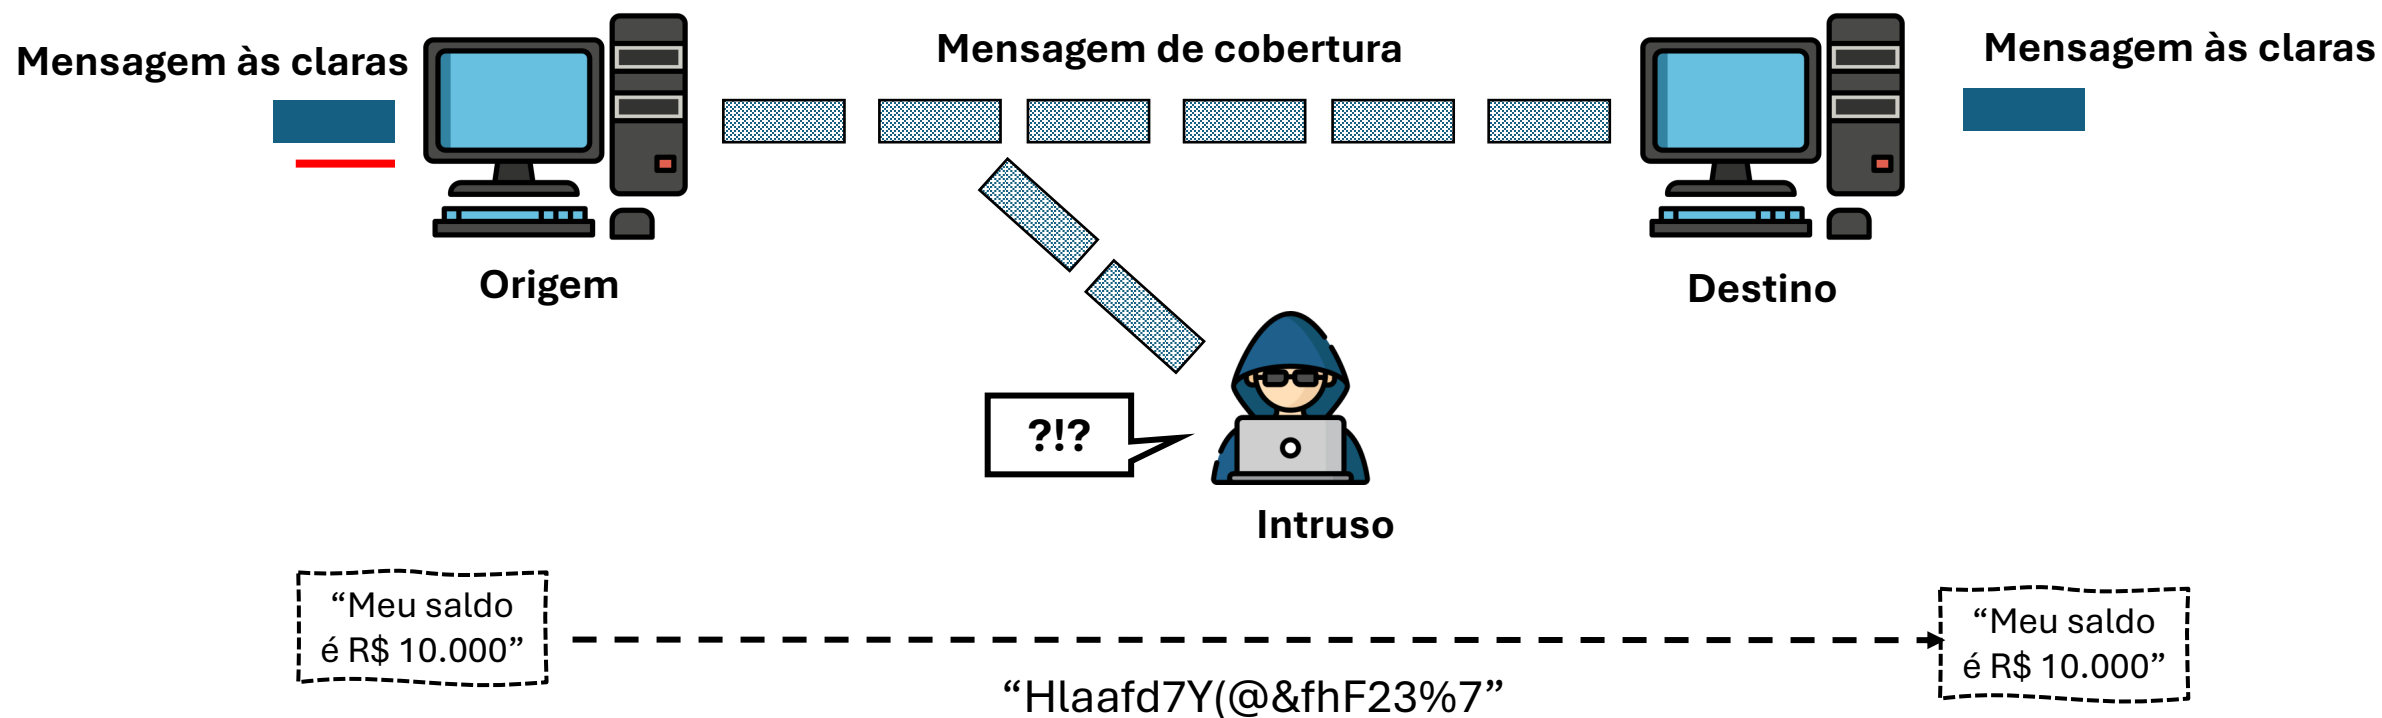 Mensagem às claras
Mensagem de cobertura
Mensagem às claras
Origem
Destino
?!?
Intruso
“Meu saldo
é R$ 10.000”
“Hlaafd7Y(@&fhF23%7”
“Meu saldo
é R$ 10.000”